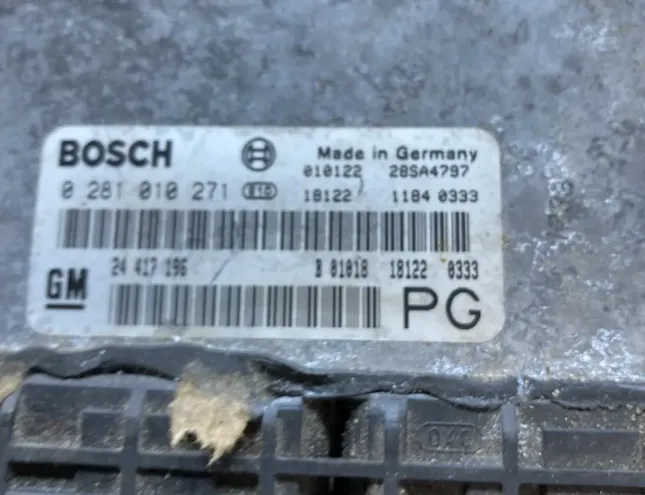 BOSCH Made in Germany
010122 28SA4797
0 281 010 271 18122 1184 0333
24 417 196 B 01018 18122 0333
GM PG